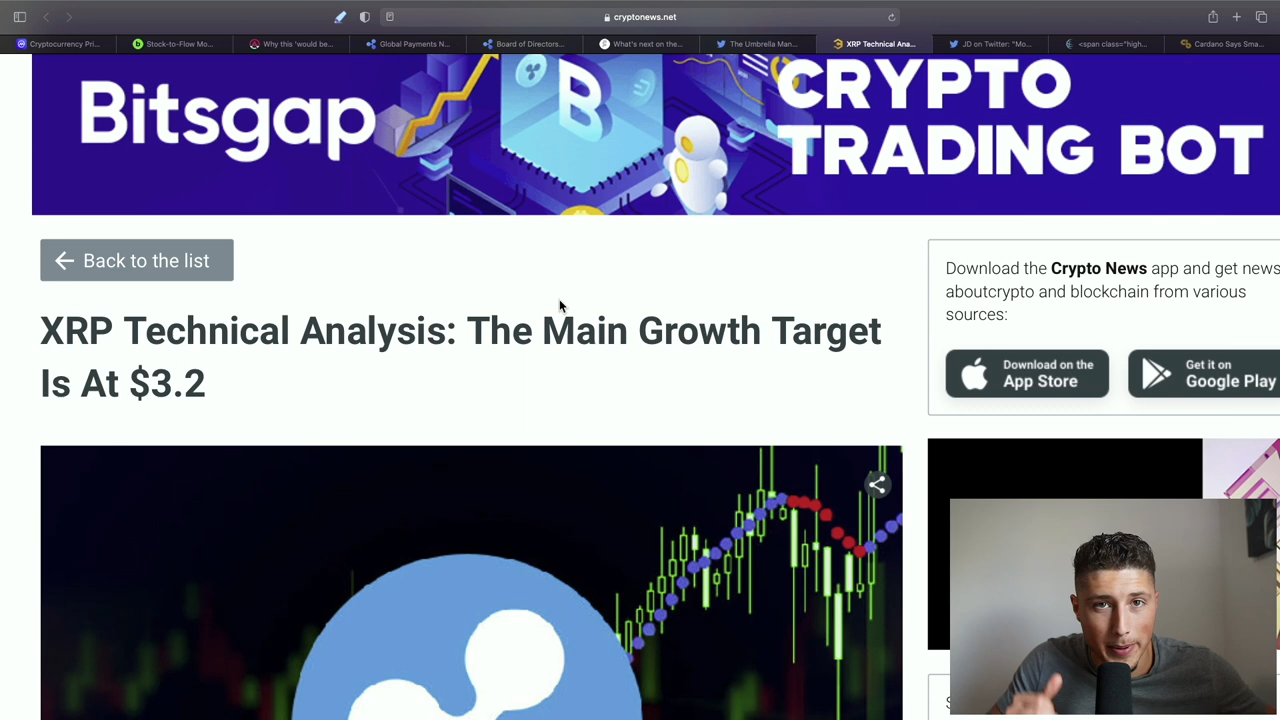 cryptonews.net
Cryptocurrency Pri...
Stock-to-Flow Mo...
Why this 'would be...
Global Payments N...
Board of Directors...
What's next on the...
The Umbrella Man...
XRP Technical Ana...
JD on Twitter: "Mo...
<span class="high...
Cardano Says Sma...
Bitsgap
B
CRYPTO
TRADING BOT
Back to the list
XRP Technical Analysis: The Main Growth Target
Is At $3.2
Download the Crypto News app and get news
aboutcrypto and blockchain from various
sources:
Download on the
App Store
Get it on
Google Play